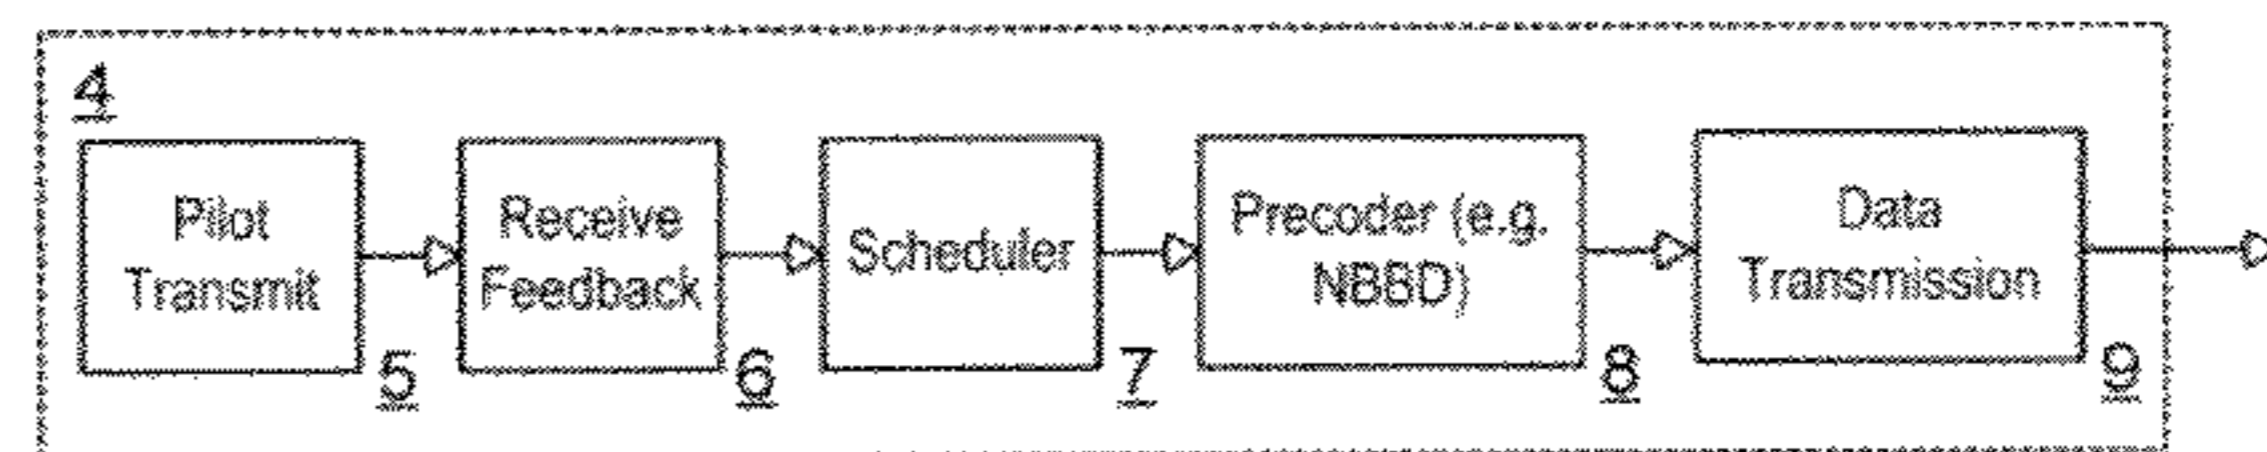 4
Pilot
Transmit
5
Receive
Feedback
6
Scheduler
7
Precoder (e.g.
NBBD)
8
Data
Transmission
9